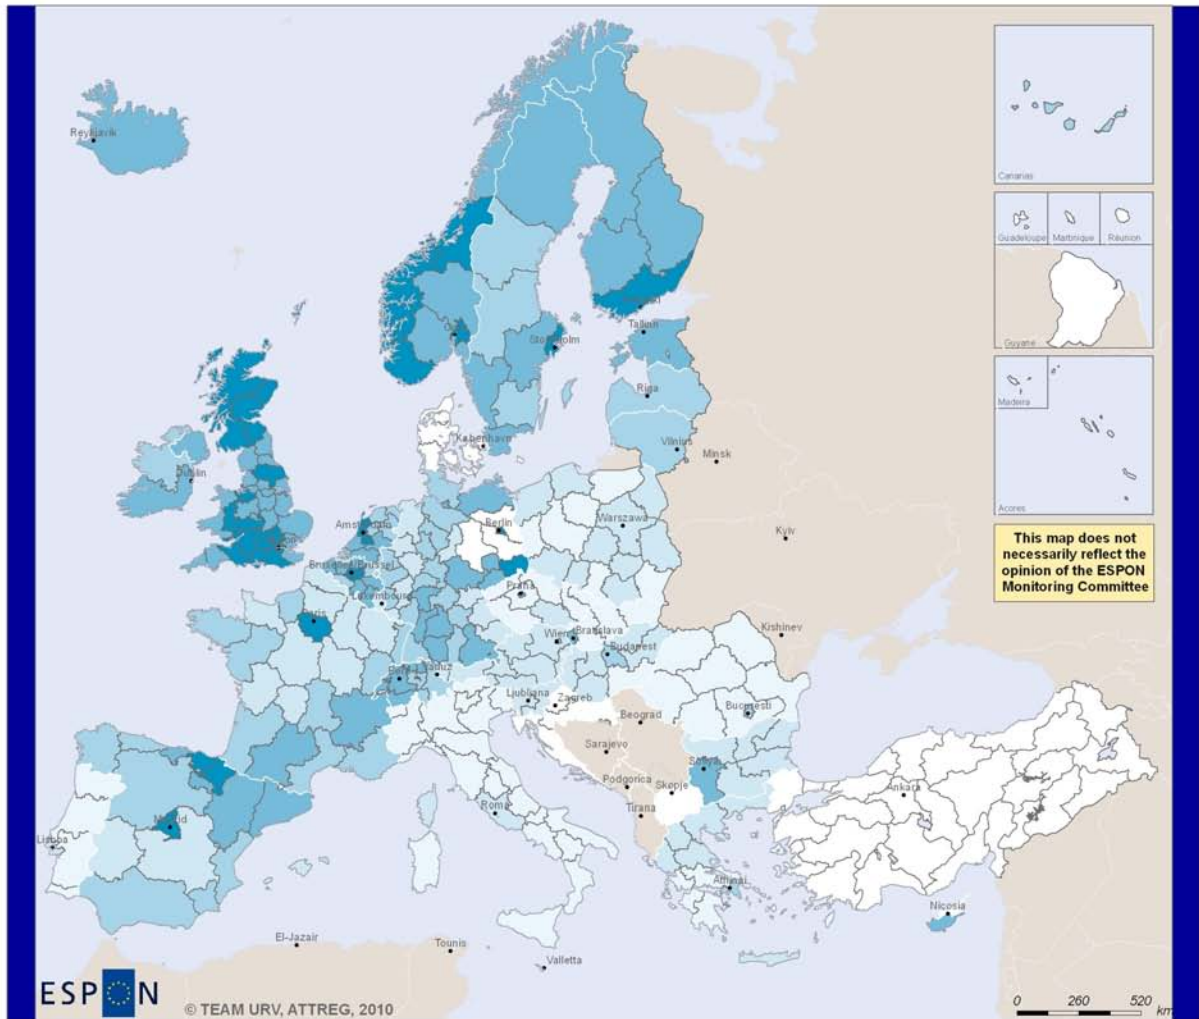 Reykjavik
Canarias
Guadeloupe
Martinique
Réunion
Guyane
Madeira
Acores
This map does not
necessarily reflect the
opinion of the ESPON
Monitoring Committee
Tallinn
Stockholm
Riga
København
Vilnius
Minsk
Dublin
Amsterdam
Berlin
Warszawa
Kyiv
Luxembourg
Praha
Paris
Wien
Bratislava
Kishinev
Budapest
Vaduz
Ljubljana
Zagreb
Beograd
Bucuresti
Sarajevo
Podgorica
Skopje
Tirana
Ankara
Roma
Madrid
Lisboa
Athinai
Nicosia
El-Jazair
Tounis
Valletta
ESPON
© TEAM URV, ATTREG, 2010
0 260 520
km